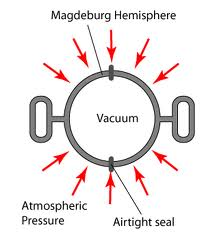 Magdeburg Hemisphere
Vacuum
Atmospheric
Pressure
Airtight seal